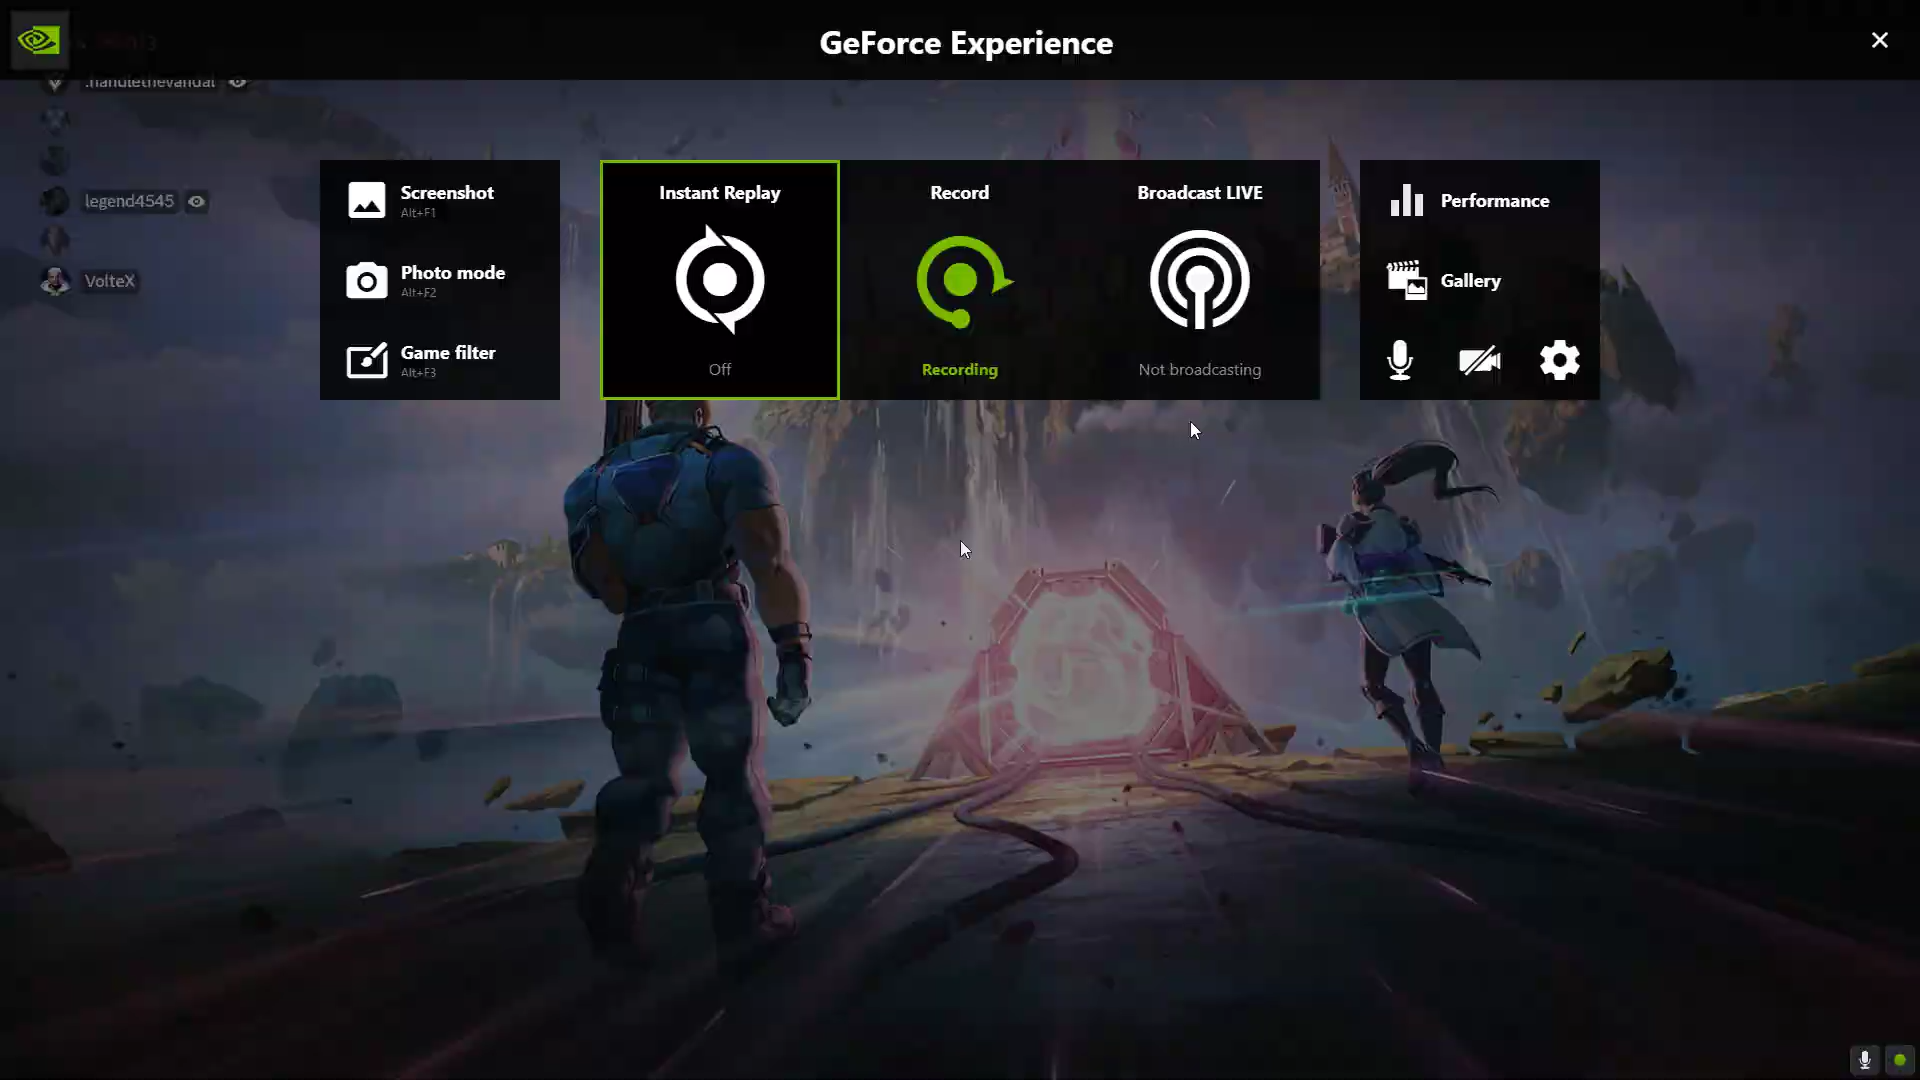 GeForce Experience
.handlethevandal
legend4545
VolteX
Screenshot
Alt+F1
Photo mode
Alt+F2
Game filter
Alt+F3
Instant Replay
Off
Record
Recording
Broadcast LIVE
Not broadcasting
Performance
Gallery